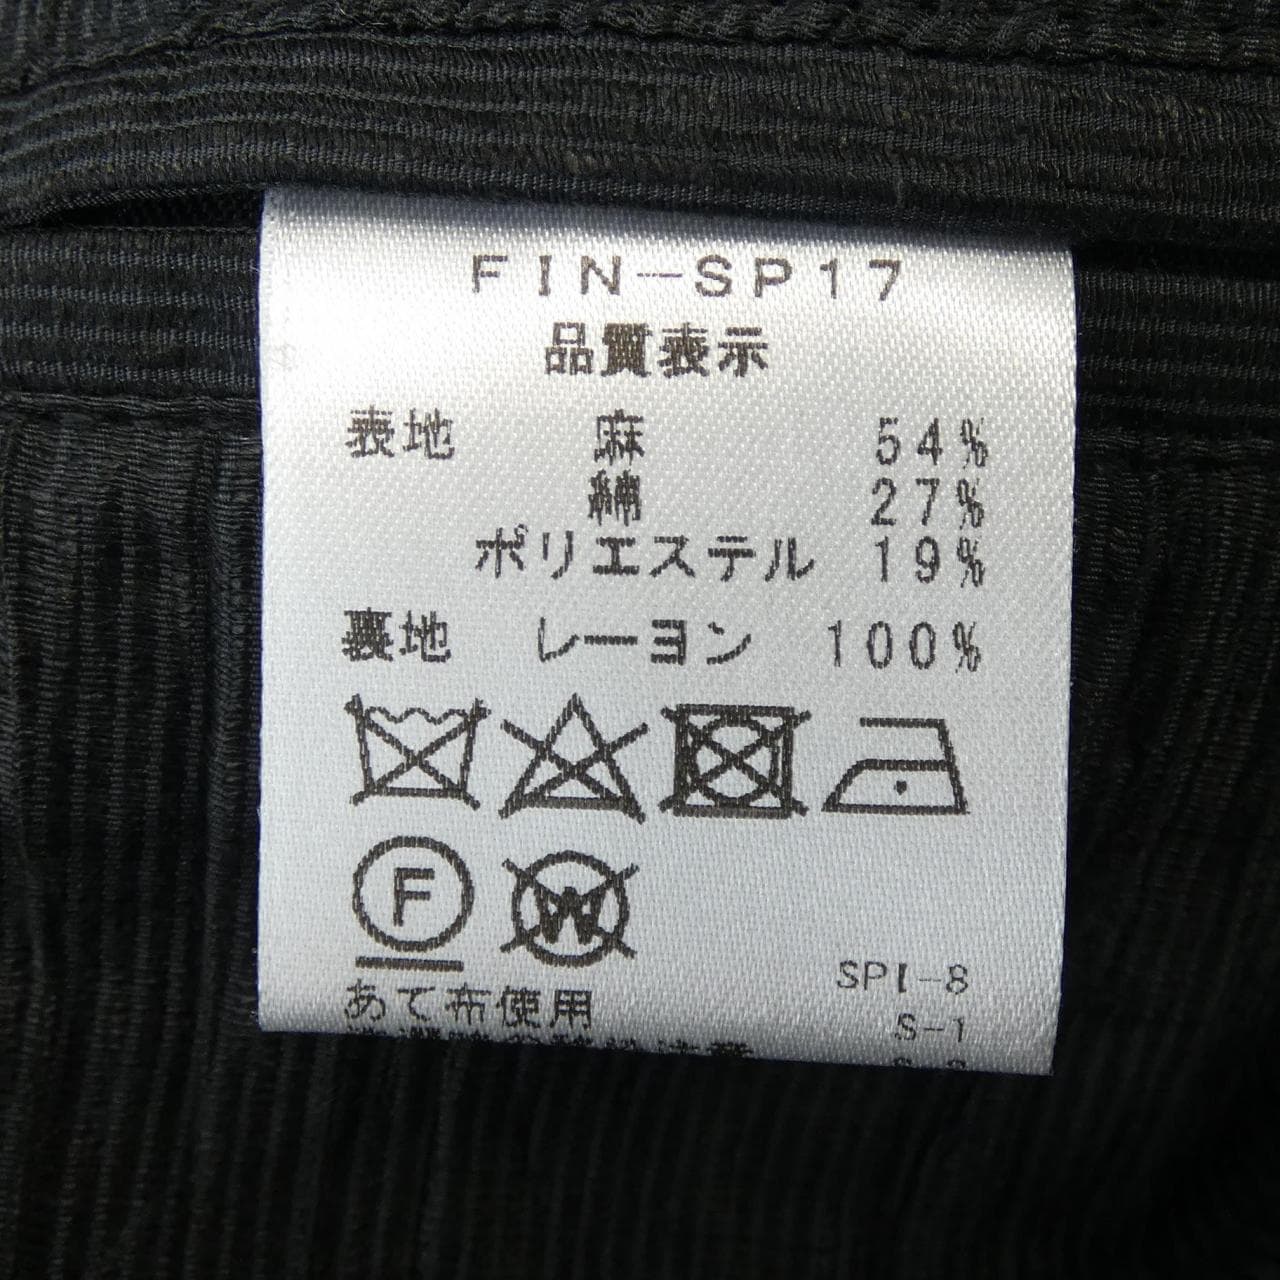 FIN-SP17
品質表示
表地 麻 54%
綿 27%
ポリエステル 19%
裏地 レーヨン 100%
F
W
SPI-8
あて布使用
S-1